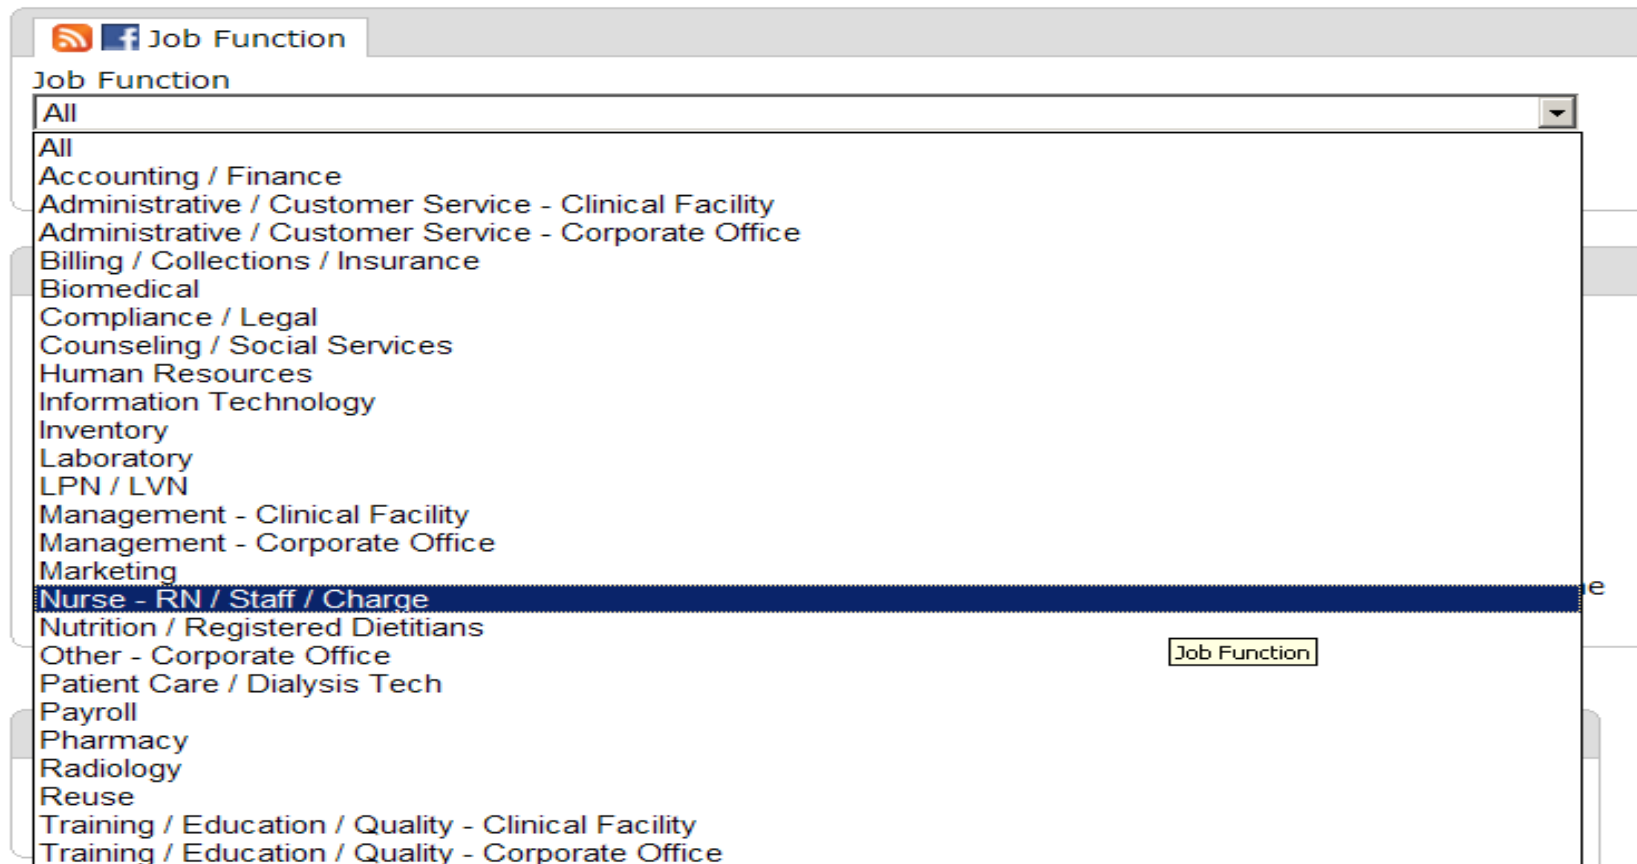 Job Function
Job Function
All
All
Accounting / Finance
Administrative / Customer Service - Clinical Facility
Administrative / Customer Service - Corporate Office
Billing / Collections / Insurance
Biomedical
Compliance / Legal
Counseling / Social Services
Human Resources
Information Technology
Inventory
Laboratory
LPN / LVN
Management - Clinical Facility
Management - Corporate Office
Marketing
Nurse - RN / Staff / Charge
Nutrition / Registered Dietitians
Other - Corporate Office
Job Function
Patient Care / Dialysis Tech
Payroll
Pharmacy
Radiology
Reuse
Training / Education / Quality - Clinical Facility
Training / Education / Quality - Corporate Office